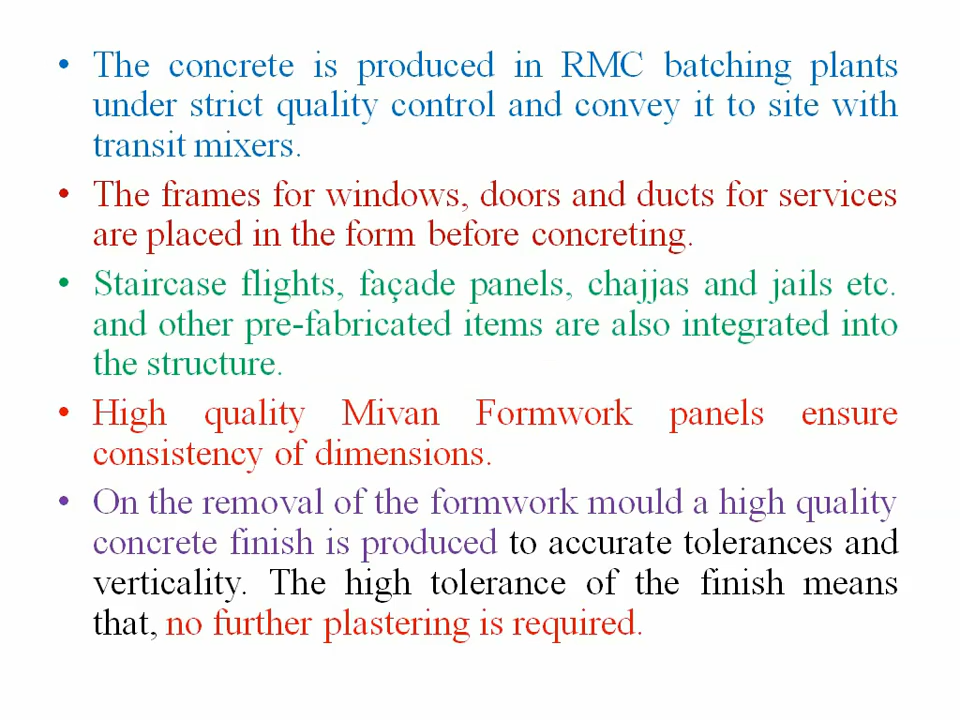 • The concrete is produced in RMC batching plants
under strict quality control and convey it to site with
transit mixers.
• The frames for windows, doors and ducts for services
are placed in the form before concreting.
• Staircase flights, façade panels, chajjas and jails etc.
and other pre-fabricated items are also integrated into
the structure.
• High quality Mivan Formwork panels ensure
consistency of dimensions.
• On the removal of the formwork mould a high quality
concrete finish is produced to accurate tolerances and
verticality. The high tolerance of the finish means
that, no further plastering is required.